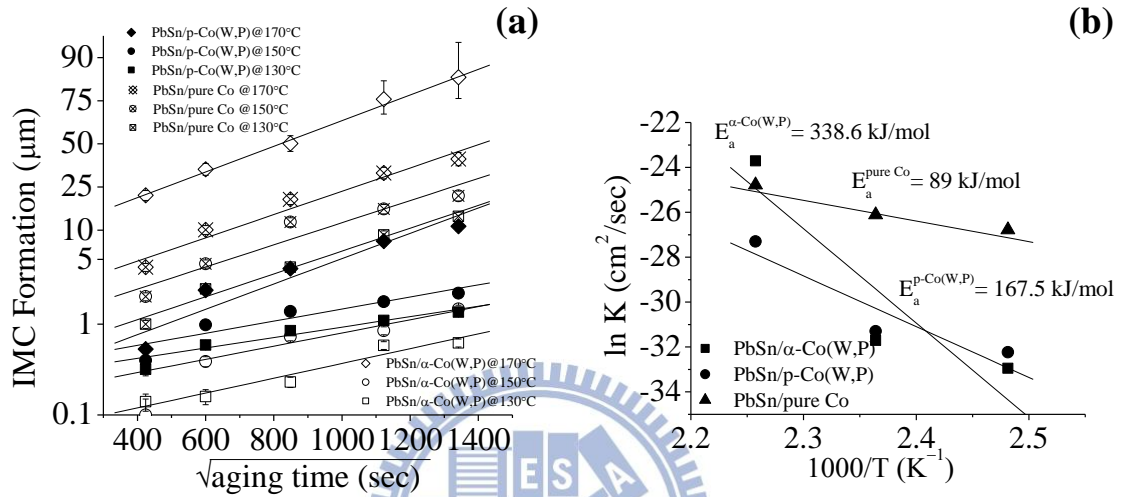 (a)
PbSn/p-Co(W,P)@170°C
PbSn/p-Co(W,P)@150°C
PbSn/p-Co(W,P)@130°C
PbSn/pure Co @170°C
PbSn/pure Co @150°C
PbSn/pure Co @130°C
90
75
50
25
10
5
1
0.1
IMC Formation (μm)
PbSn/α-Co(W,P)@170°C
PbSn/α-Co(W,P)@150°C
PbSn/α-Co(W,P)@130°C
400 600 800 1000 1200 1400
√aging time (sec)
(b)
-22
-24
-26
-28
-30
-32
-34
ln K (cm²/sec)
Eₐ^α-Co(W,P) = 338.6 kJ/mol
Eₐ^pure Co = 89 kJ/mol
Eₐ^p-Co(W,P) = 167.5 kJ/mol
PbSn/α-Co(W,P)
PbSn/p-Co(W,P)
PbSn/pure Co
2.2 2.3 2.4 2.5
1000/T (K⁻¹)
ESA